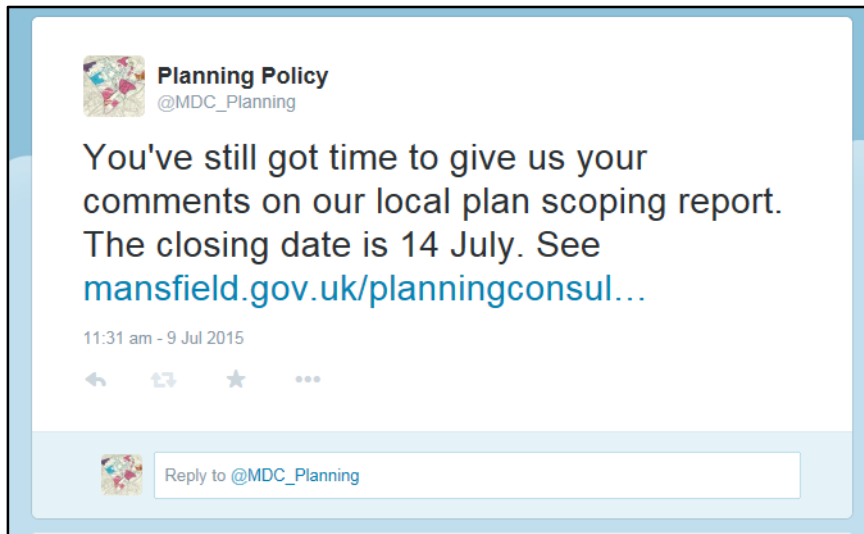 Planning Policy
@MDC_Planning
You've still got time to give us your
comments on our local plan scoping report.
The closing date is 14 July. See
mansfield.gov.uk/planningconsul...
11:31 am - 9 Jul 2015
Reply to @MDC_Planning